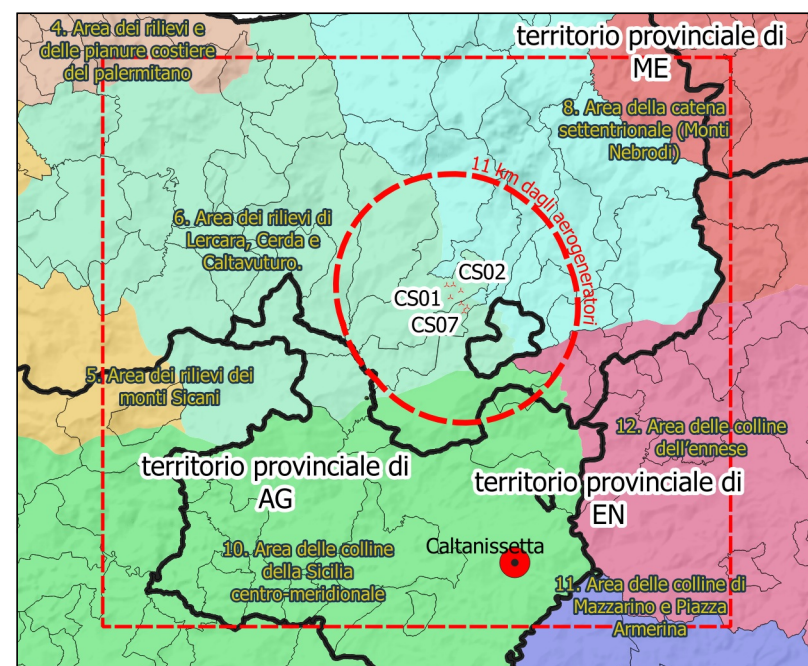 4. Area dei rilievi e
delle pianure costiere
del palermitano
territorio provinciale di
ME
8. Area della catena
settentrionale (Monti
Nebrodi)
11 km dagli aerogeneratori
6. Area dei rilievi di
Lercara, Cerda e
Caltavuturo.
CS02
CS01
CS07
5. Area dei rilievi dei
monti Sicani
12. Area delle colline
dell'ennese
territorio provinciale di
AG
territorio provinciale di
EN
Caltanissetta
10. Area delle colline
della Sicilia
centro-meridionale
11. Area delle colline di
Mazzarino e Piazza
Armerina